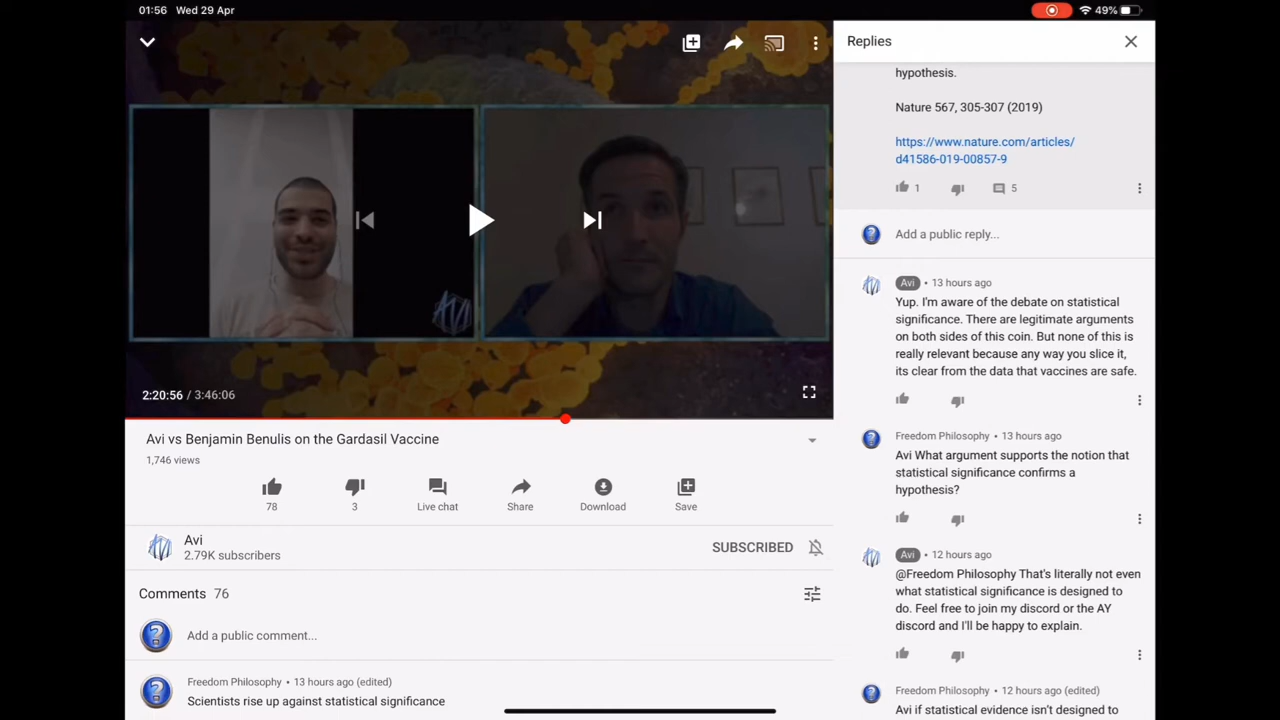 01:56 Wed 29 Apr
49%
2:20:56 / 3:46:06
Avi vs Benjamin Benulis on the Gardasil Vaccine
1,746 views
78
3
Live chat
Share
Download
Save
Avi
2.79K subscribers
SUBSCRIBED
Comments 76
Add a public comment...
Freedom Philosophy • 13 hours ago (edited)
Scientists rise up against statistical significance
Replies
hypothesis.
Nature 567, 305-307 (2019)
https://www.nature.com/articles/
d41586-019-00857-9
1
5
Add a public reply...
Avi • 13 hours ago
Yup. I'm aware of the debate on statistical
significance. There are legitimate arguments
on both sides of this coin. But none of this is
really relevant because any way you slice it,
its clear from the data that vaccines are safe.
Freedom Philosophy • 13 hours ago
Avi What argument supports the notion that
statistical significance confirms a
hypothesis?
Avi • 12 hours ago
@Freedom Philosophy That's literally not even
what statistical significance is designed to
do. Feel free to join my discord or the AY
discord and I'll be happy to explain.
Freedom Philosophy • 12 hours ago (edited)
Avi if statistical evidence isn't designed to